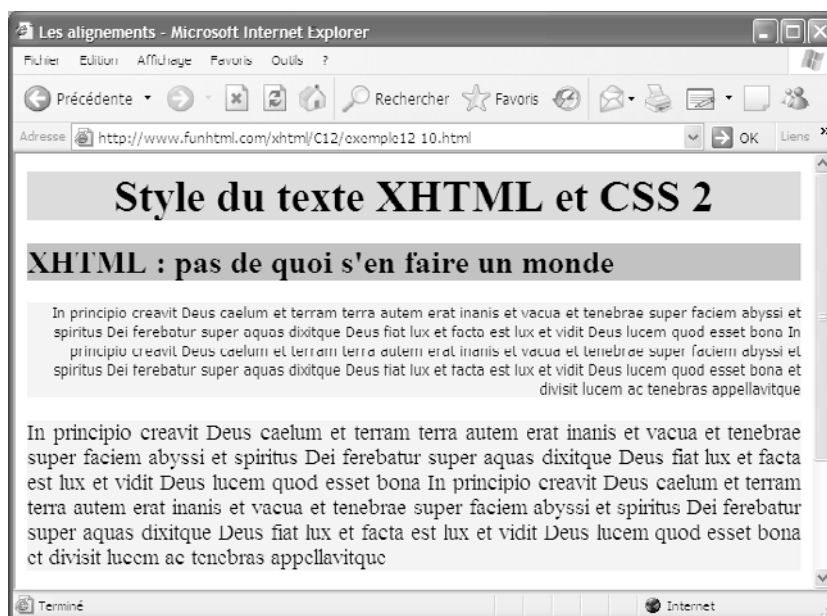 Les alignements - Microsoft Internet Explorer
Fichier Edition Affichage Favoris Outils ?
Précédente Rechercher Favoris
Adresse http://www.funhtml.com/xhtml/C12/exemple12 10.html OK Liens »
Style du texte XHTML et CSS 2
XHTML : pas de quoi s'en faire un monde
In principio creavit Deus caelum et terram terra autem erat inanis et vacua et tenebrae super faciem abyssi et
spiritus Dei ferebatur super aquas dixitque Deus fiat lux et facta est lux et vidit Deus lucem quod esset bona In
principio creavit Deus caelum et terram terra autem erat inanis et vacua et tenebrae super faciem abyssi et
spiritus Dei ferebatur super aquas dixitque Deus fiat lux et facta est lux et vidit Deus lucem quod esset bona et
divisit lucem ac tenebras appellavitque
In principio creavit Deus caelum et terram terra autem erat inanis et vacua et tenebrae
super faciem abyssi et spiritus Dei ferebatur super aquas dixitque Deus fiat lux et facta
est lux et vidit Deus lucem quod esset bona In principio creavit Deus caelum et terram
terra autem erat inanis et vacua et tenebrae super faciem abyssi et spiritus Dei ferebatur
super aquas dixitque Deus fiat lux et facta est lux et vidit Deus lucem quod esset bona
et divisit lucem ac tenebras appellavitque
Terminé Internet